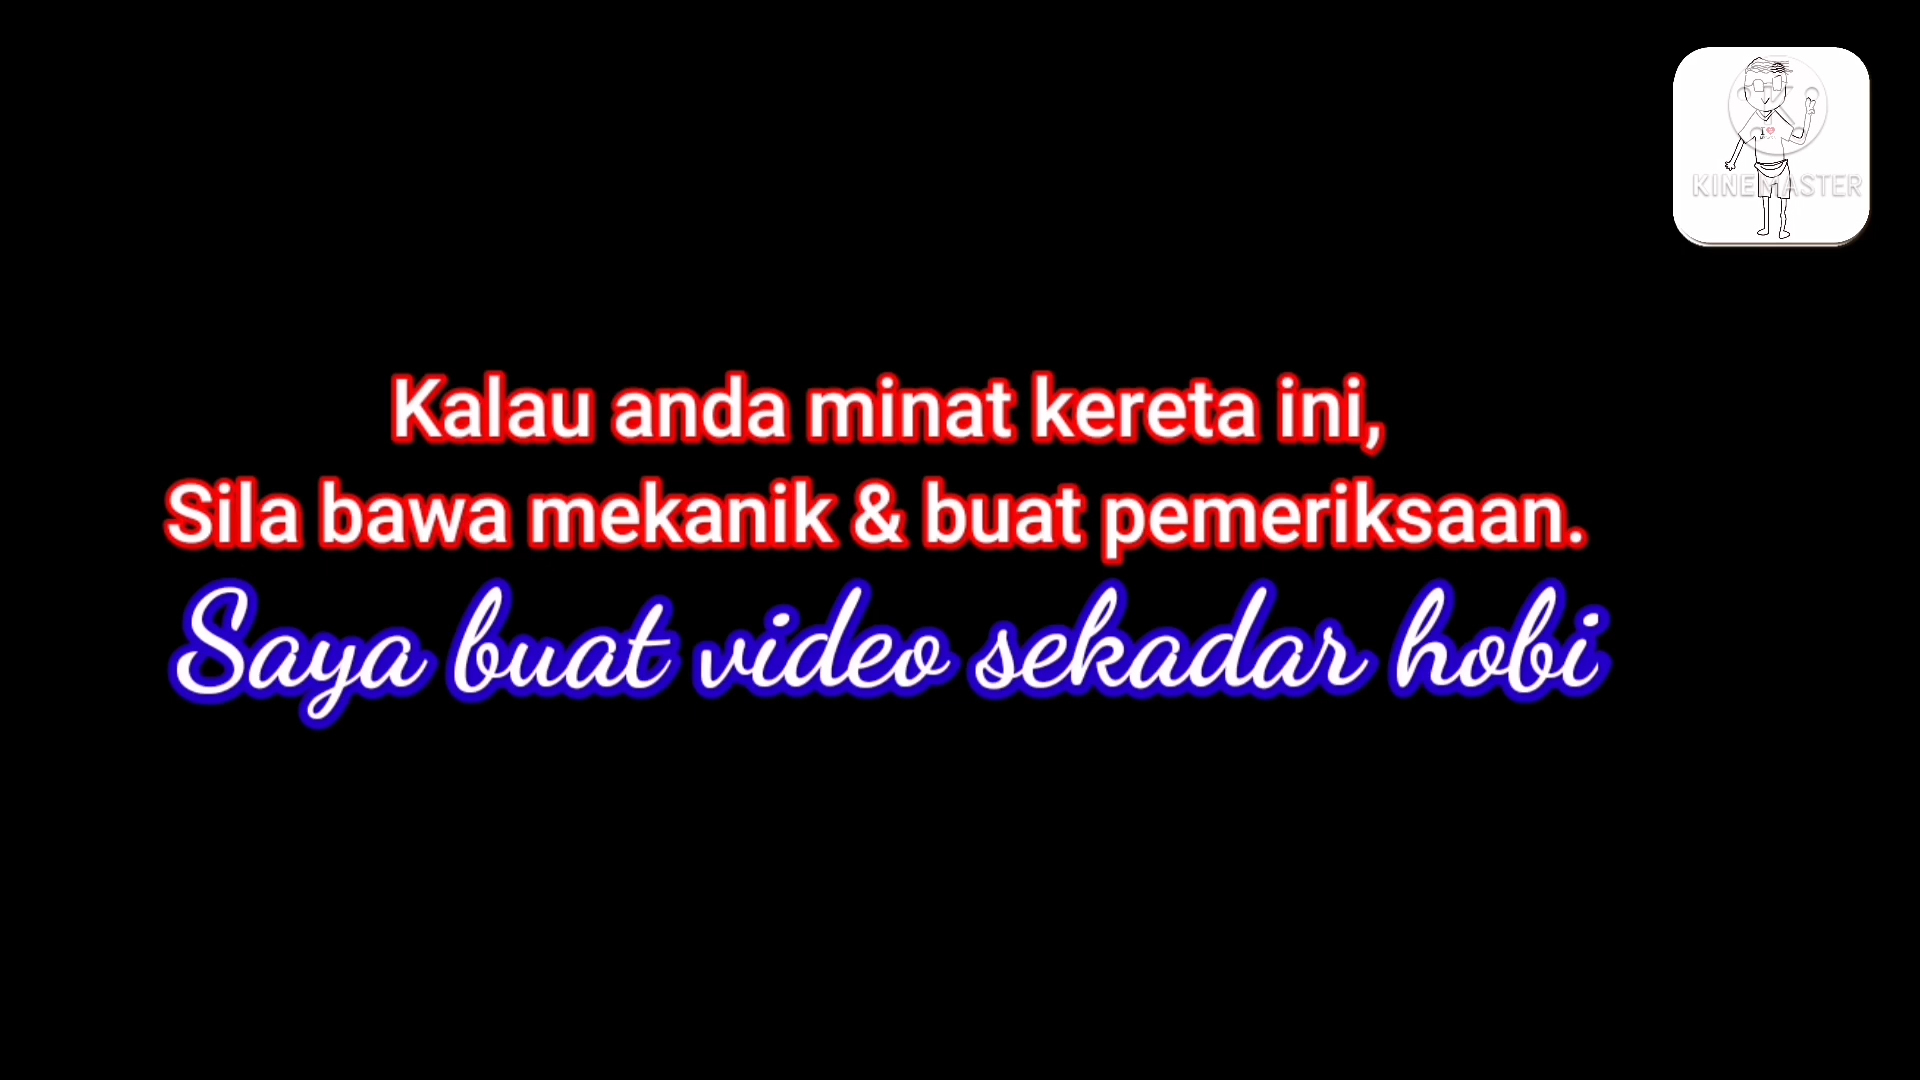 KINEMASTER
Kalau anda minat kereta ini,
Sila bawa mekanik & buat pemeriksaan.
Saya buat video sekadar hobi